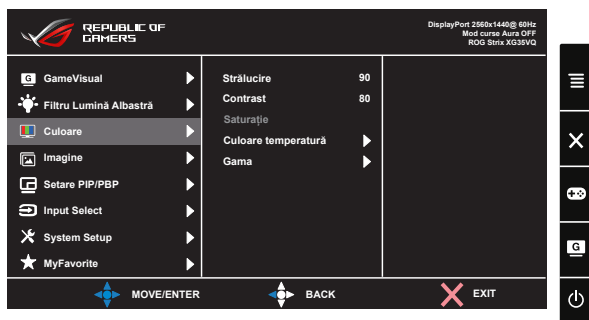 REPUBLIC OF
GAMERS
DisplayPort 2560x1440@ 60Hz
Mod curse Aura OFF
ROG Strix XG35VQ
G GameVisual
Filtru Lumină Albastră
Culoare
Imagine
Setare PIP/PBP
Input Select
System Setup
MyFavorite
Strălucire 90
Contrast 80
Saturație
Culoare temperatură
Gama
G
MOVE/ENTER BACK EXIT